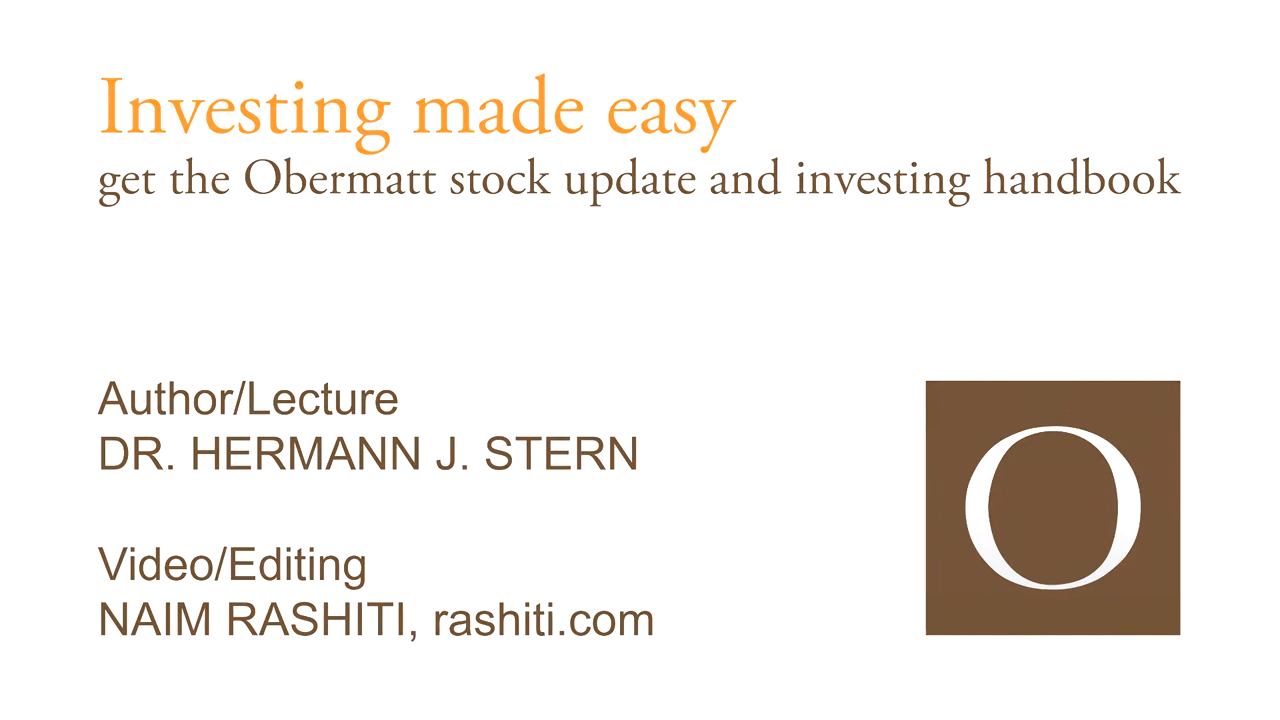 Investing made easy
get the Obermatt stock update and investing handbook
Author/Lecture
DR. HERMANN J. STERN
O
Video/Editing
NAIM RASHITI, rashiti.com